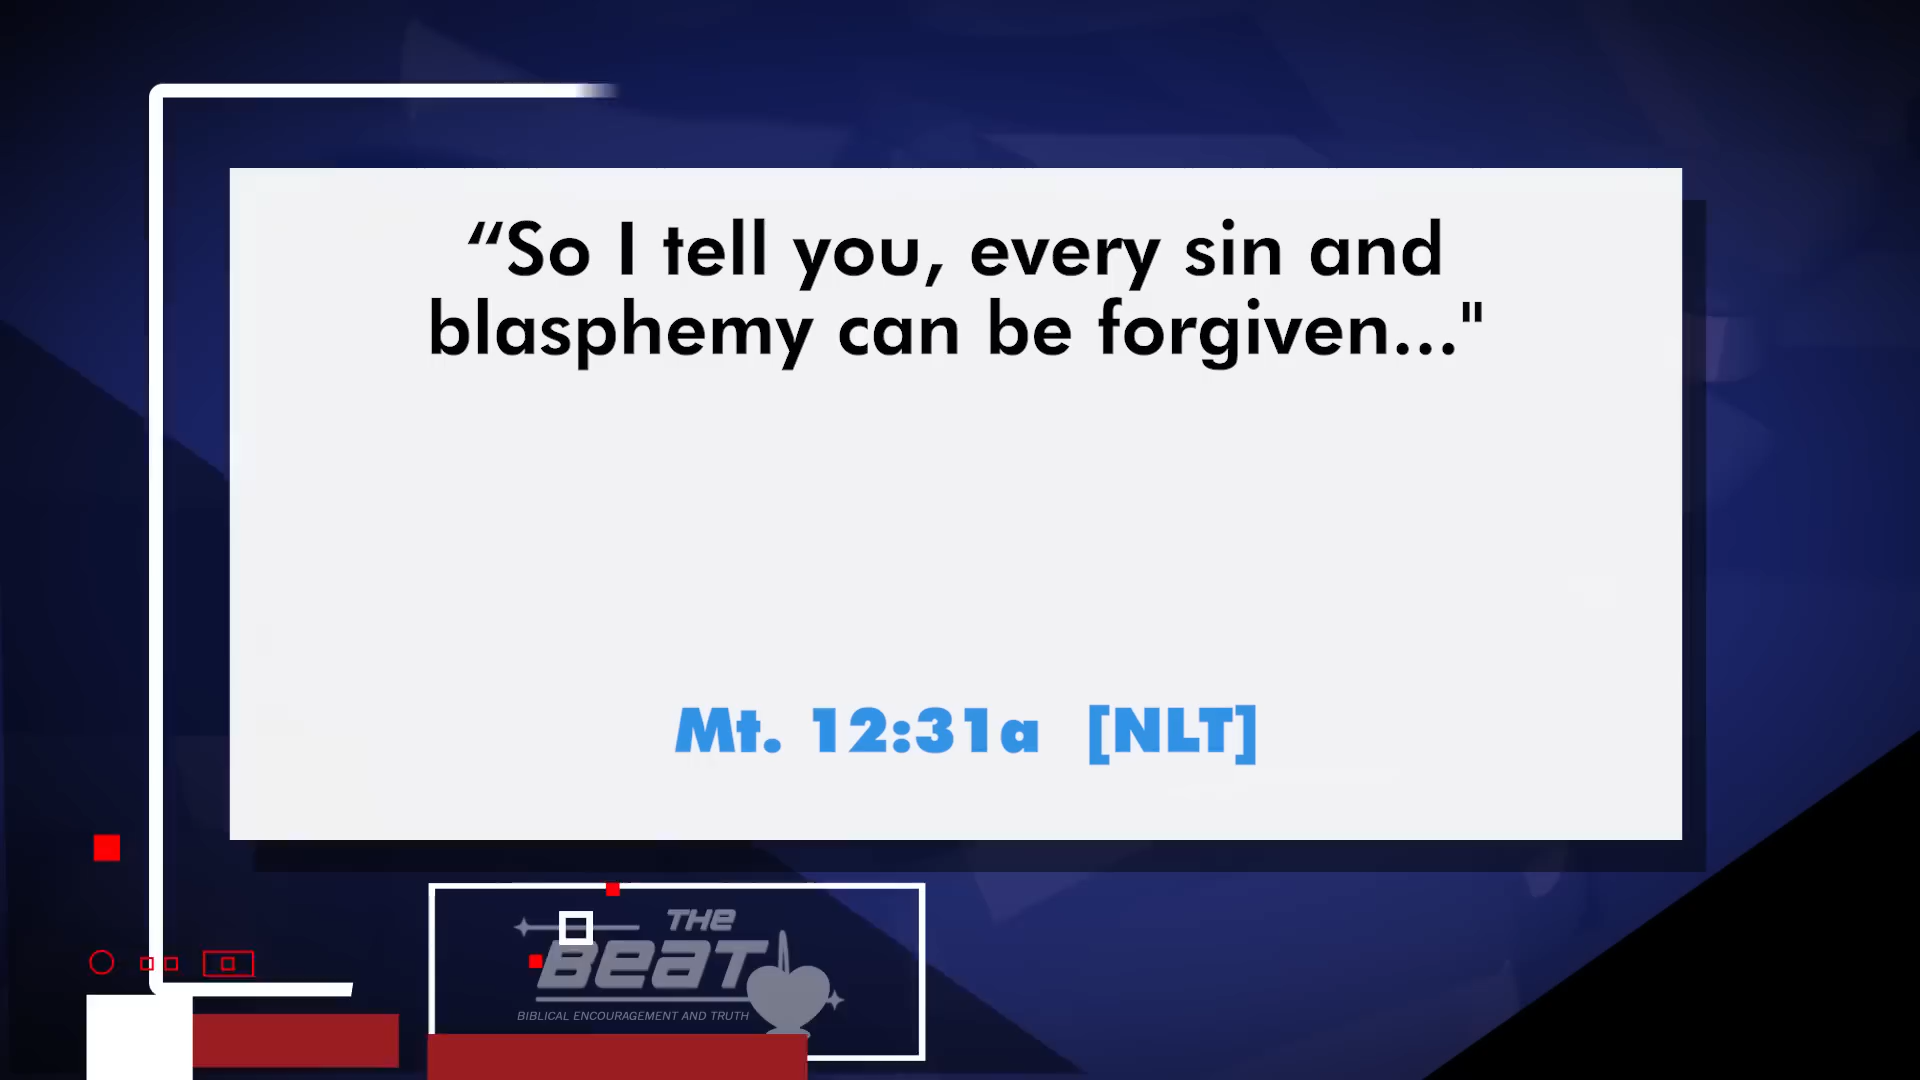 “So I tell you, every sin and
blasphemy can be forgiven..."
Mt. 12:31a [NLT]
THE
BEAT
BIBLICAL ENCOURAGEMENT AND TRUTH